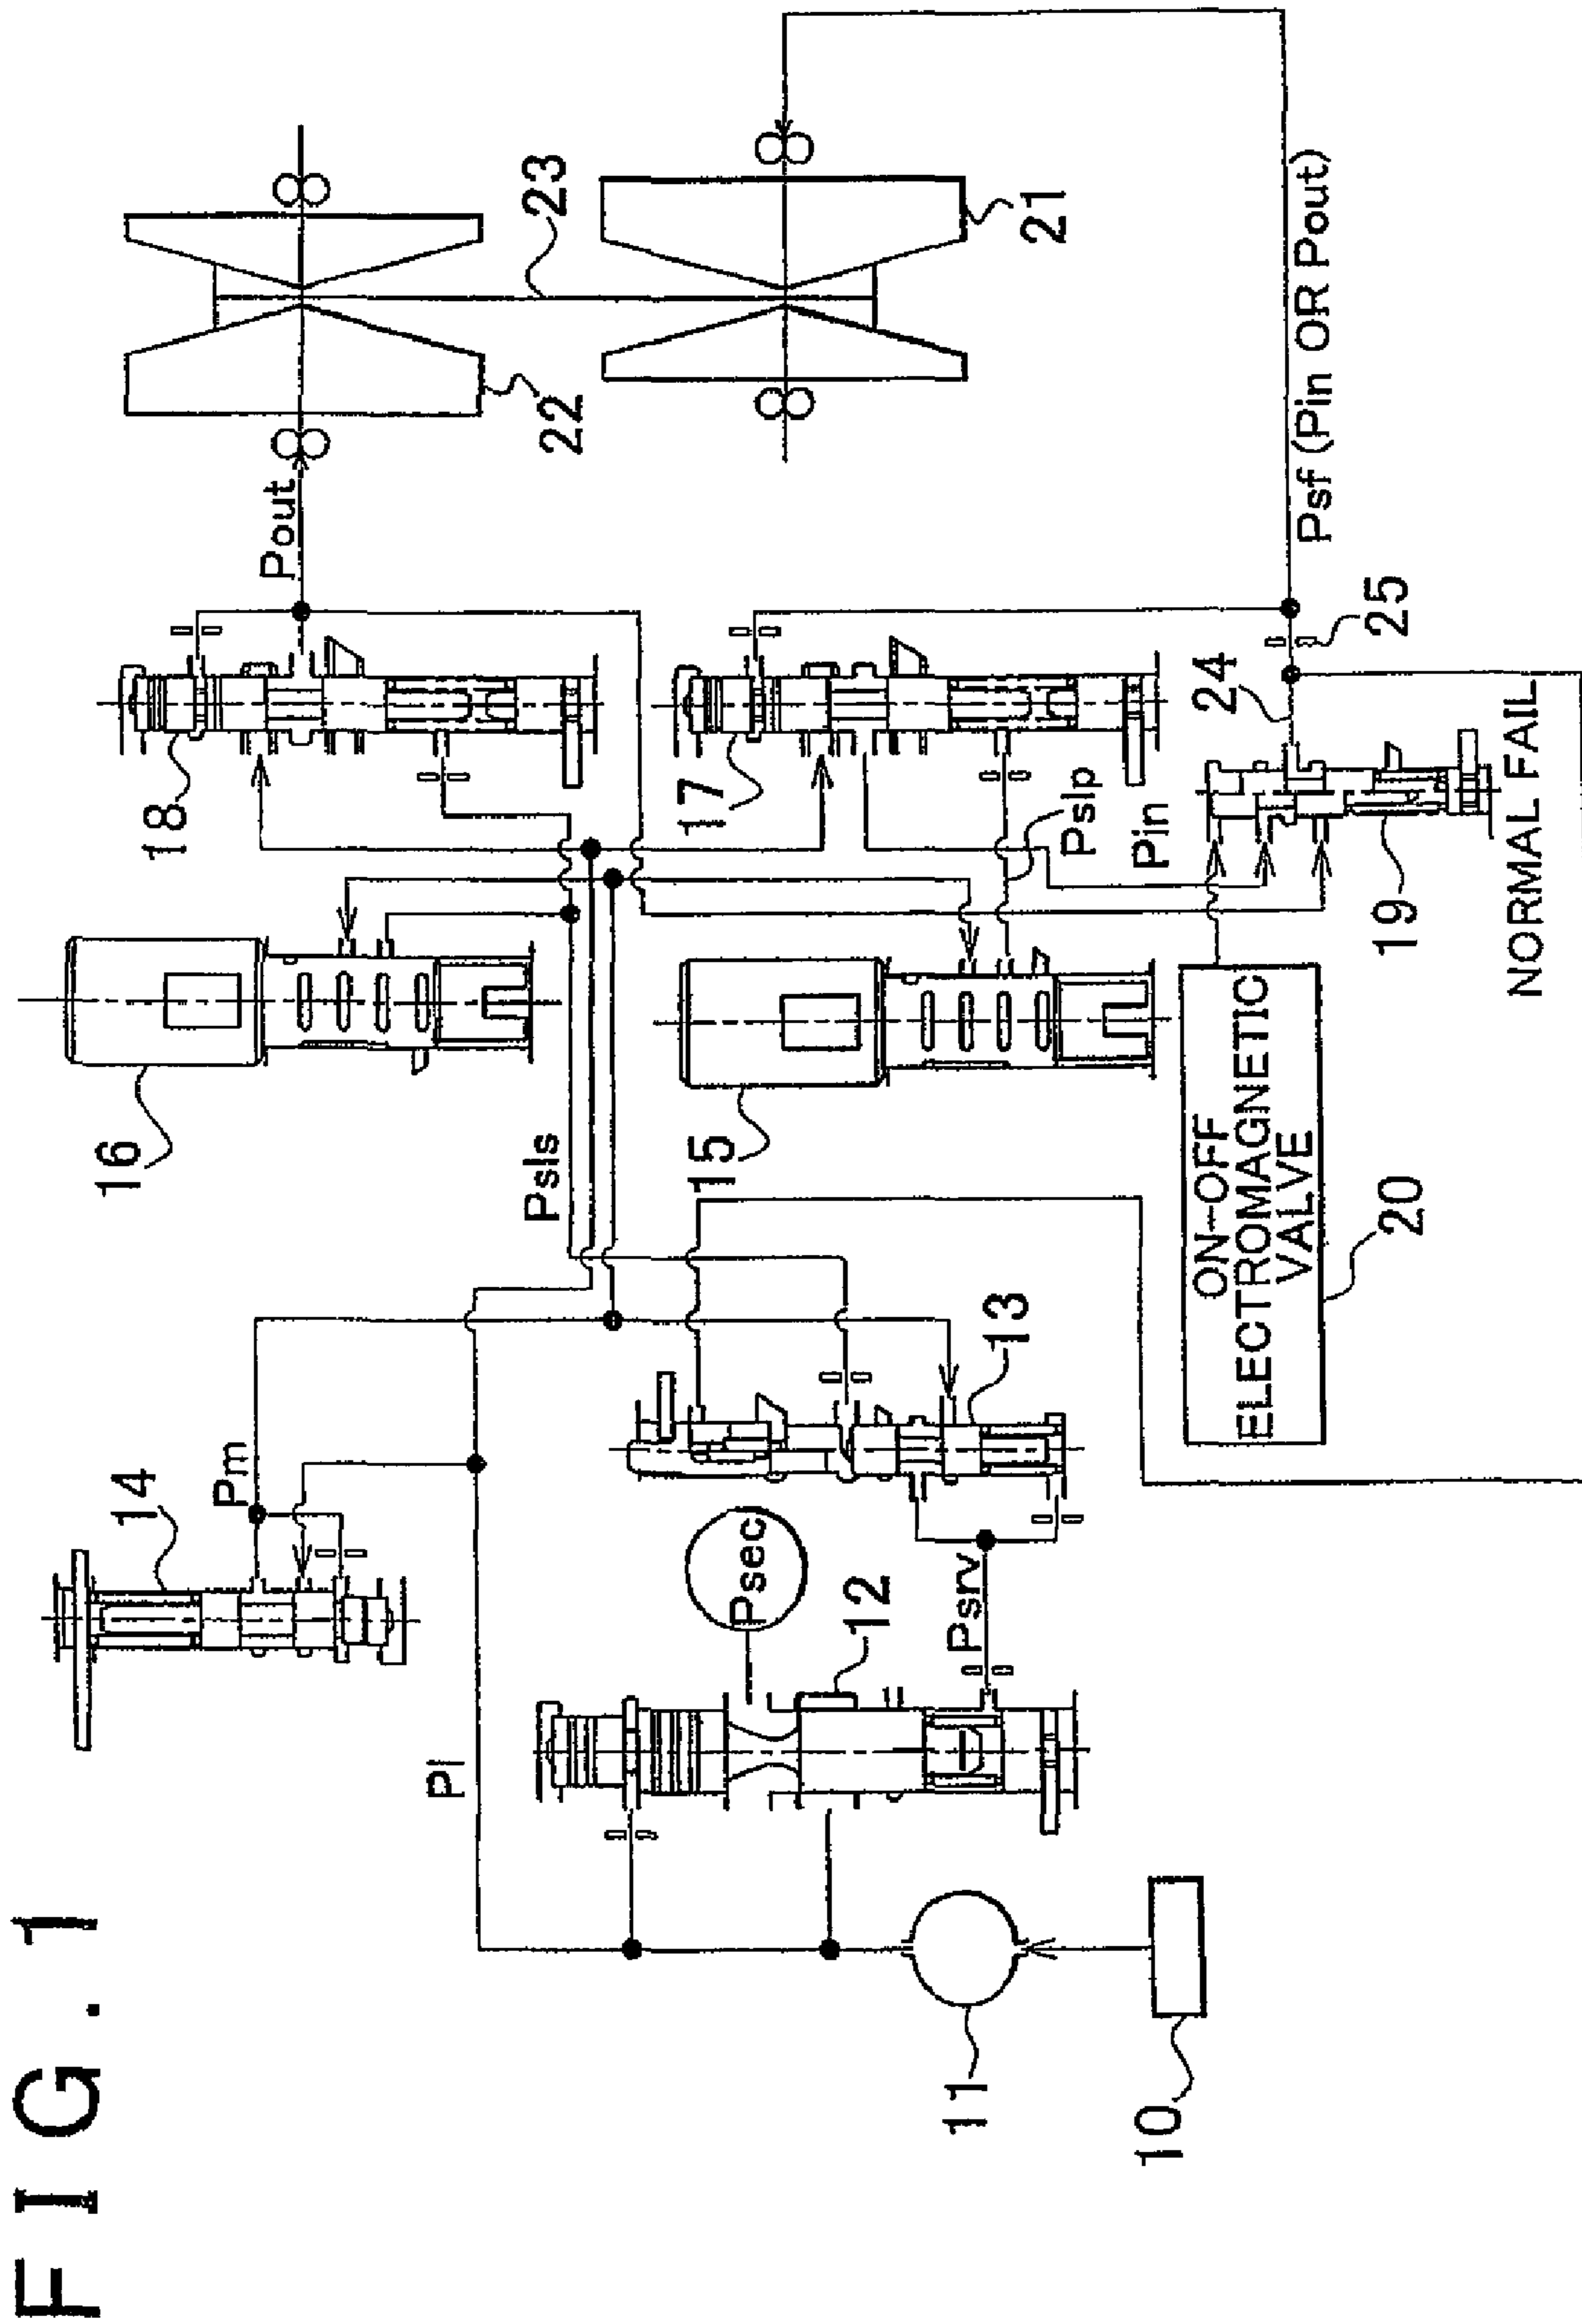 FIG. 1
14
Pm
16
18
Pout
22
23
Pl
Psls
12
Psec
Psrv
13
15
17
Pslp
Pin
21
11
10
ON-OFF
ELECTROMAGNETIC
VALVE
20
19
24
25
NORMAL FAIL
Psf (Pin OR Pout)